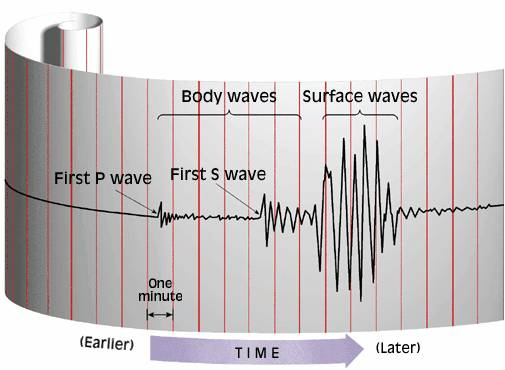 Body waves
Surface waves
First P wave
First S wave
One
minute
(Earlier)
TIME
(Later)